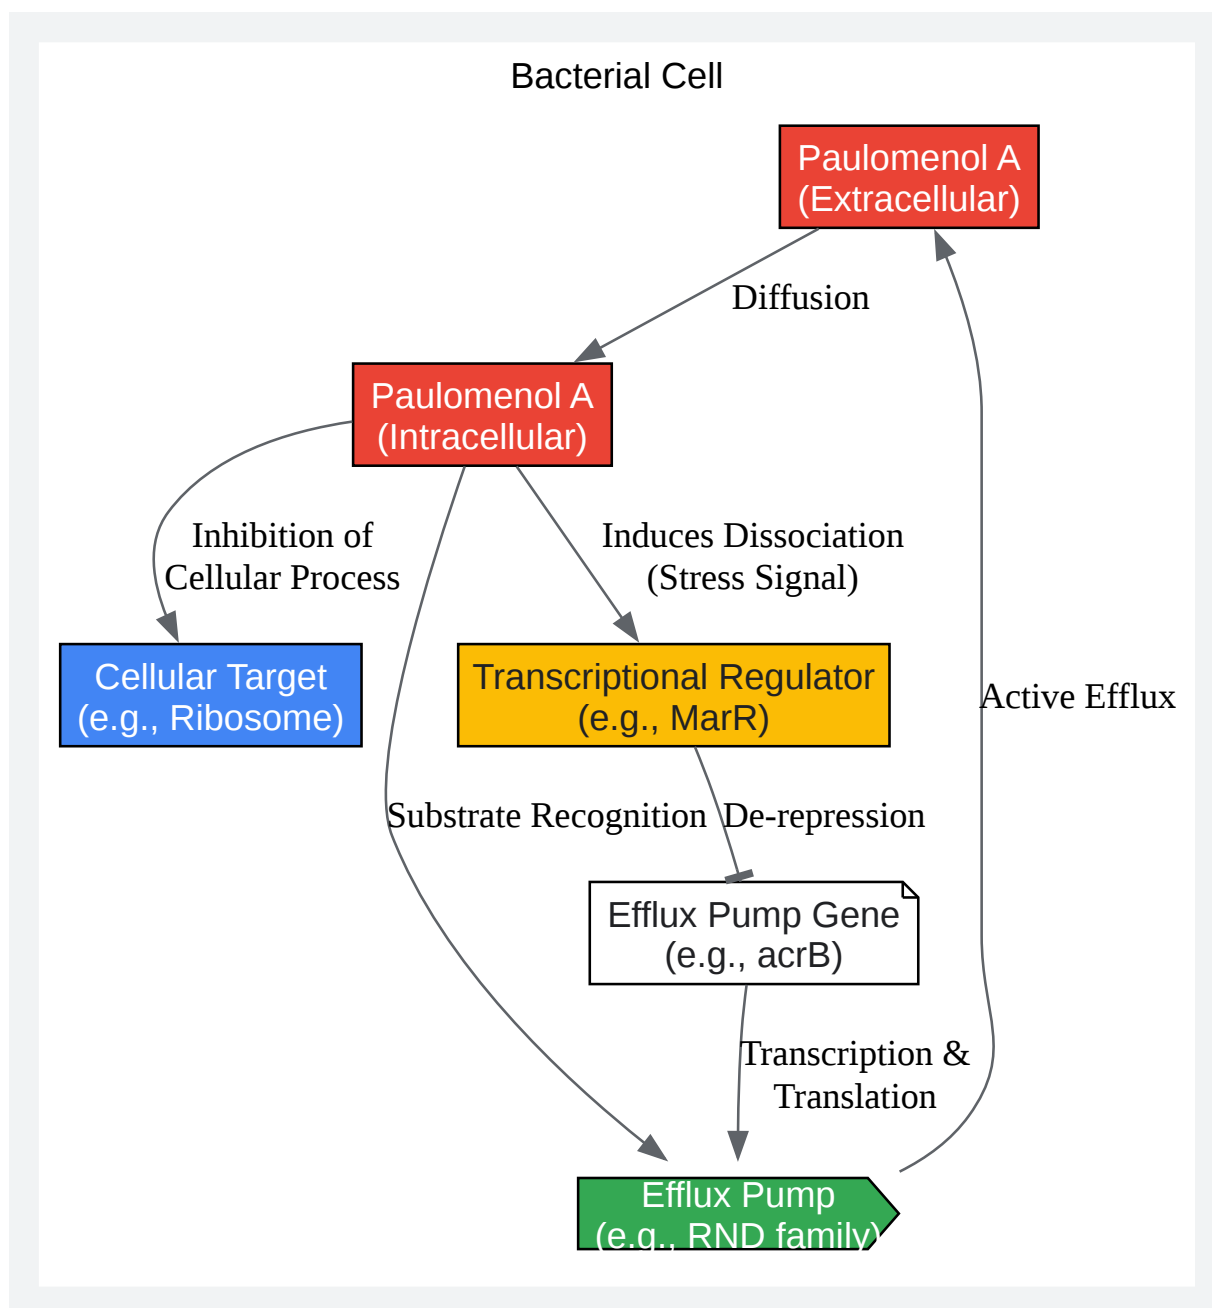 Bacterial Cell
Paulomenol A
(Extracellular)
Diffusion
Paulomenol A
(Intracellular)
Inhibition of
Cellular Process
Induces Dissociation
(Stress Signal)
Cellular Target
(e.g., Ribosome)
Transcriptional Regulator
(e.g., MarR)
Active Efflux
Substrate Recognition
De-repression
Efflux Pump Gene
(e.g., acrB)
Transcription &
Translation
Efflux Pump
(e.g., RND family)